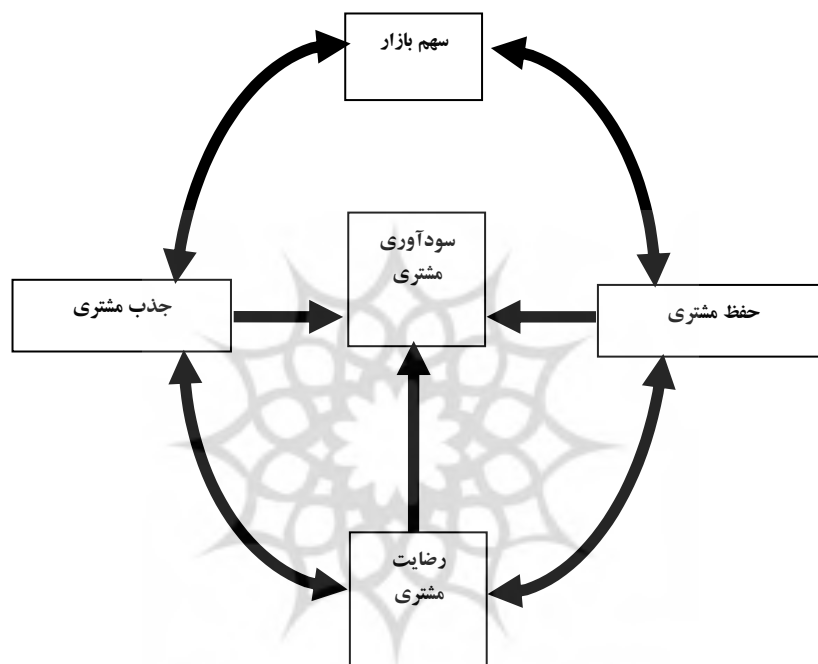 سهم بازار
سودآوری
مشتری
حفظ مشتری
جذب مشتری
رضایت
مشتری